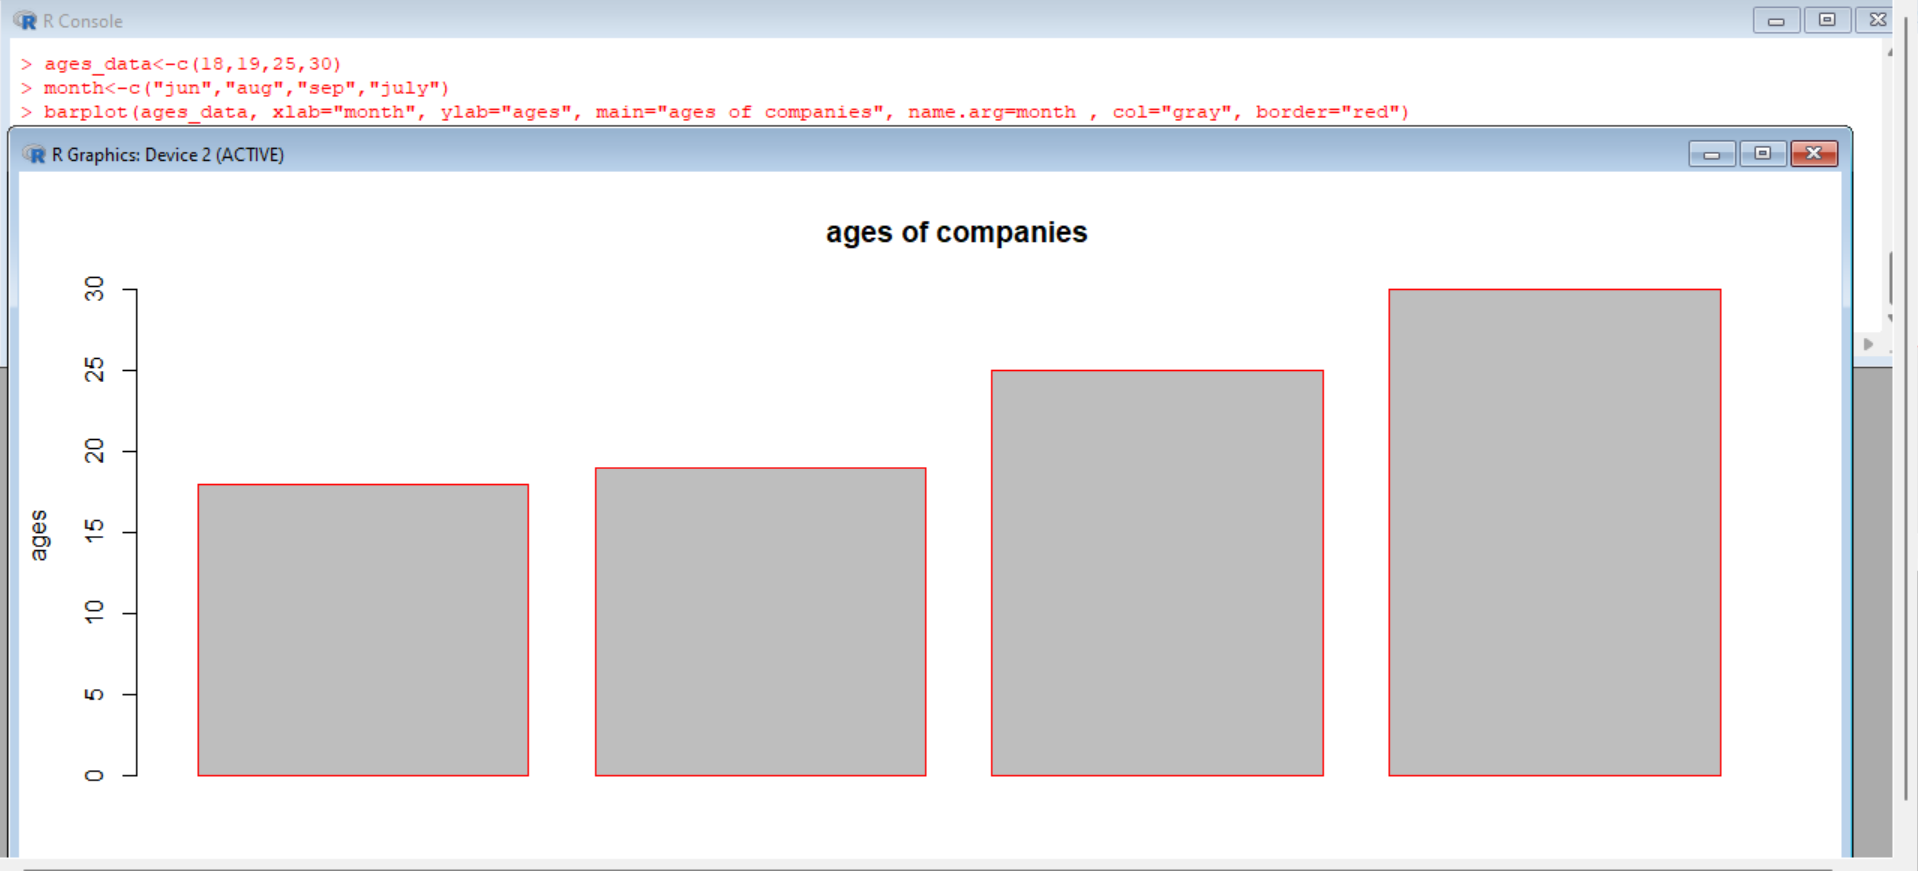 R Console
> ages_data<-c(18,19,25,30)
> month<-c("jun","aug","sep","july")
> barplot(ages_data, xlab="month", ylab="ages", main="ages of companies", name.arg=month , col="gray", border="red")
R Graphics: Device 2 (ACTIVE)
ages of companies
30
25
20
15
10
5
0
ages